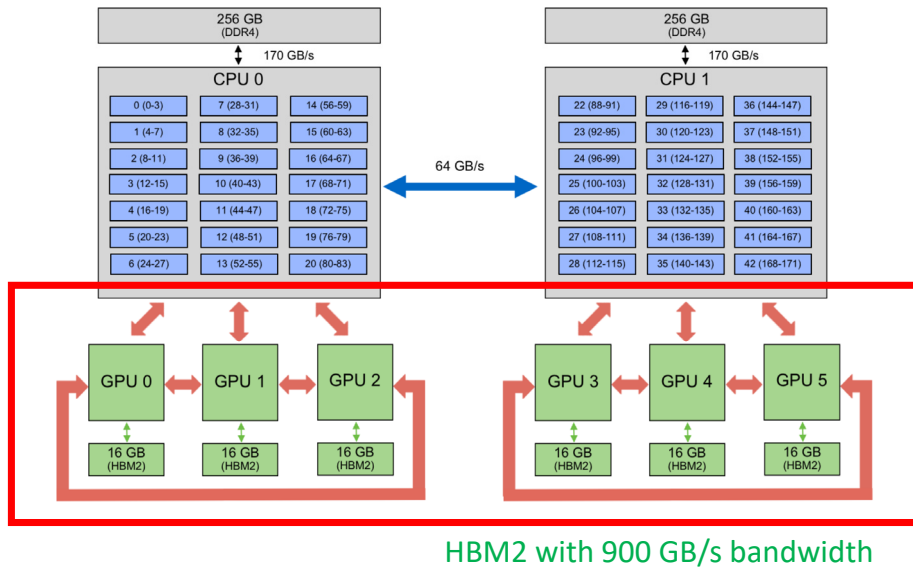 256 GB
(DDR4)
256 GB
(DDR4)
170 GB/s
170 GB/s
CPU 0
CPU 1
0 (0-3) 7 (28-31) 14 (56-59)
22 (88-91) 29 (116-119) 36 (144-147)
1 (4-7) 8 (32-35) 15 (60-63)
23 (92-95) 30 (120-123) 37 (148-151)
2 (8-11) 9 (36-39) 16 (64-67)
64 GB/s
24 (96-99) 31 (124-127) 38 (152-155)
3 (12-15) 10 (40-43) 17 (68-71)
25 (100-103) 32 (128-131) 39 (156-159)
4 (16-19) 11 (44-47) 18 (72-75)
26 (104-107) 33 (132-135) 40 (160-163)
5 (20-23) 12 (48-51) 19 (76-79)
27 (108-111) 34 (136-139) 41 (164-167)
6 (24-27) 13 (52-55) 20 (80-83)
28 (112-115) 35 (140-143) 42 (168-171)
GPU 0 GPU 1 GPU 2
GPU 3 GPU 4 GPU 5
16 GB 16 GB 16 GB
(HBM2) (HBM2) (HBM2)
16 GB 16 GB 16 GB
(HBM2) (HBM2) (HBM2)
HBM2 with 900 GB/s bandwidth